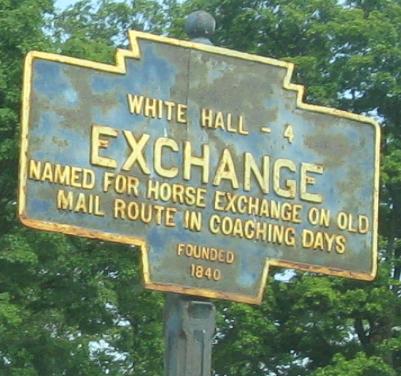 WHITE HALL - 4
EXCHANGE
NAMED FOR HORSE EXCHANGE ON OLD
MAIL ROUTE IN COACHING DAYS
FOUNDED
1840